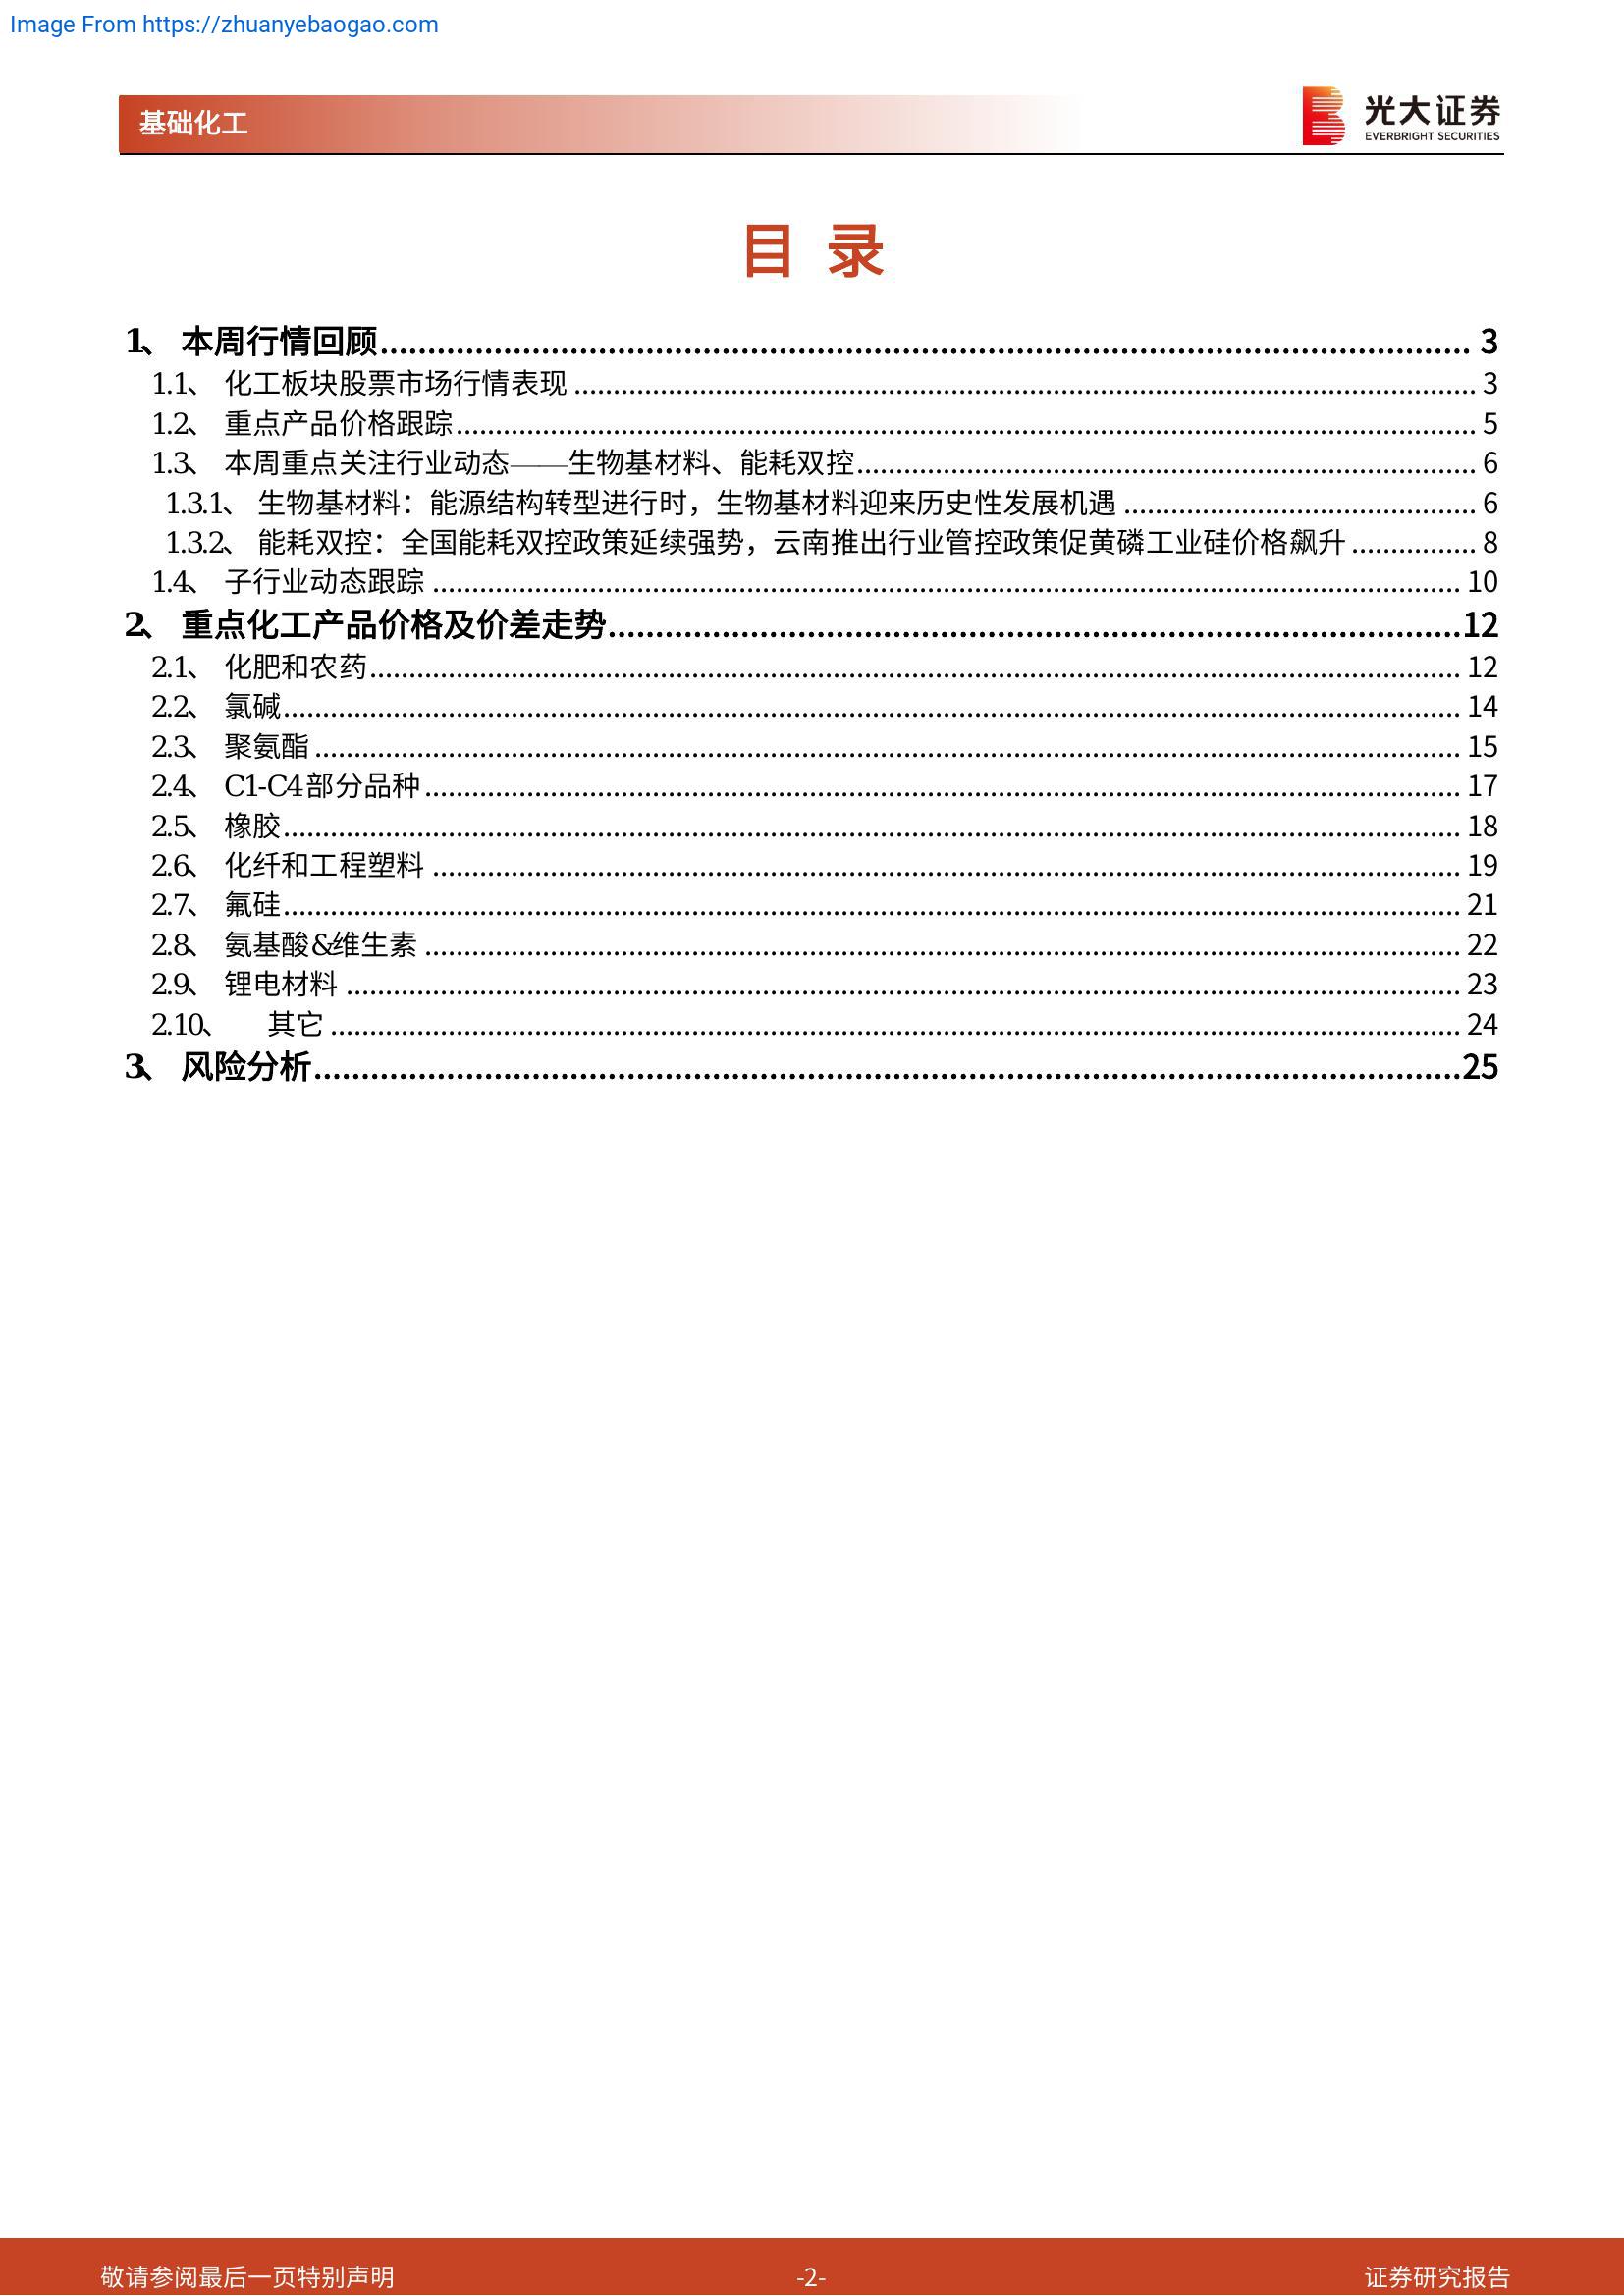 Image From https://zhuanyebaogao.com
基础化工
光大证券
EVERBRIGHT SECURITIES
目 录
1、 本周行情回顾 3
1.1、 化工板块股票市场行情表现 3
1.2、 重点产品价格跟踪 5
1.3、 本周重点关注行业动态——生物基材料、能耗双控 6
1.3.1、 生物基材料：能源结构转型进行时，生物基材料迎来历史性发展机遇 6
1.3.2、 能耗双控：全国能耗双控政策延续强势，云南推出行业管控政策促黄磷工业硅价格飙升 8
1.4、 子行业动态跟踪 10
2、 重点化工产品价格及价差走势 12
2.1、 化肥和农药 12
2.2、 氯碱 14
2.3、 聚氨酯 15
2.4、 C1-C4部分品种 17
2.5、 橡胶 18
2.6、 化纤和工程塑料 19
2.7、 氟硅 21
2.8、 氨基酸&维生素 22
2.9、 锂电材料 23
2.10、 其它 24
3、 风险分析 25
敬请参阅最后一页特别声明 -2- 证券研究报告